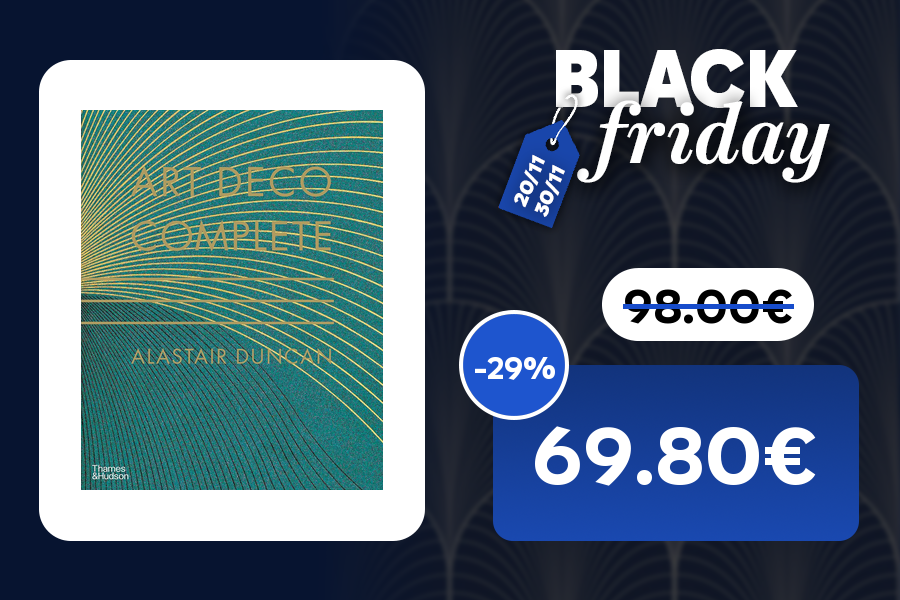 ART DECO
COMPLETE
ALASTAIR DUNCAN
Thames
&Hudson
BLACK
friday
20/11
30/11
98.00€
-29%
69.80€